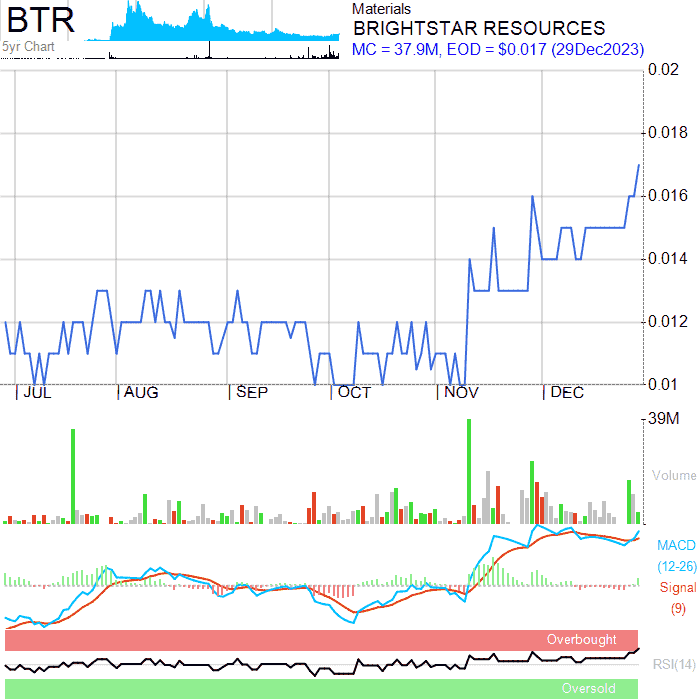 BTR
5yr Chart
Materials
BRIGHTSTAR RESOURCES
MC = 37.9M, EOD = $0.017 (29Dec2023)
0.02
0.018
0.016
0.014
0.012
0.01
JUL
AUG
SEP
OCT
NOV
DEC
39M
Volume
MACD
(12-26)
Signal
(9)
Overbought
RSI(14)
Oversold